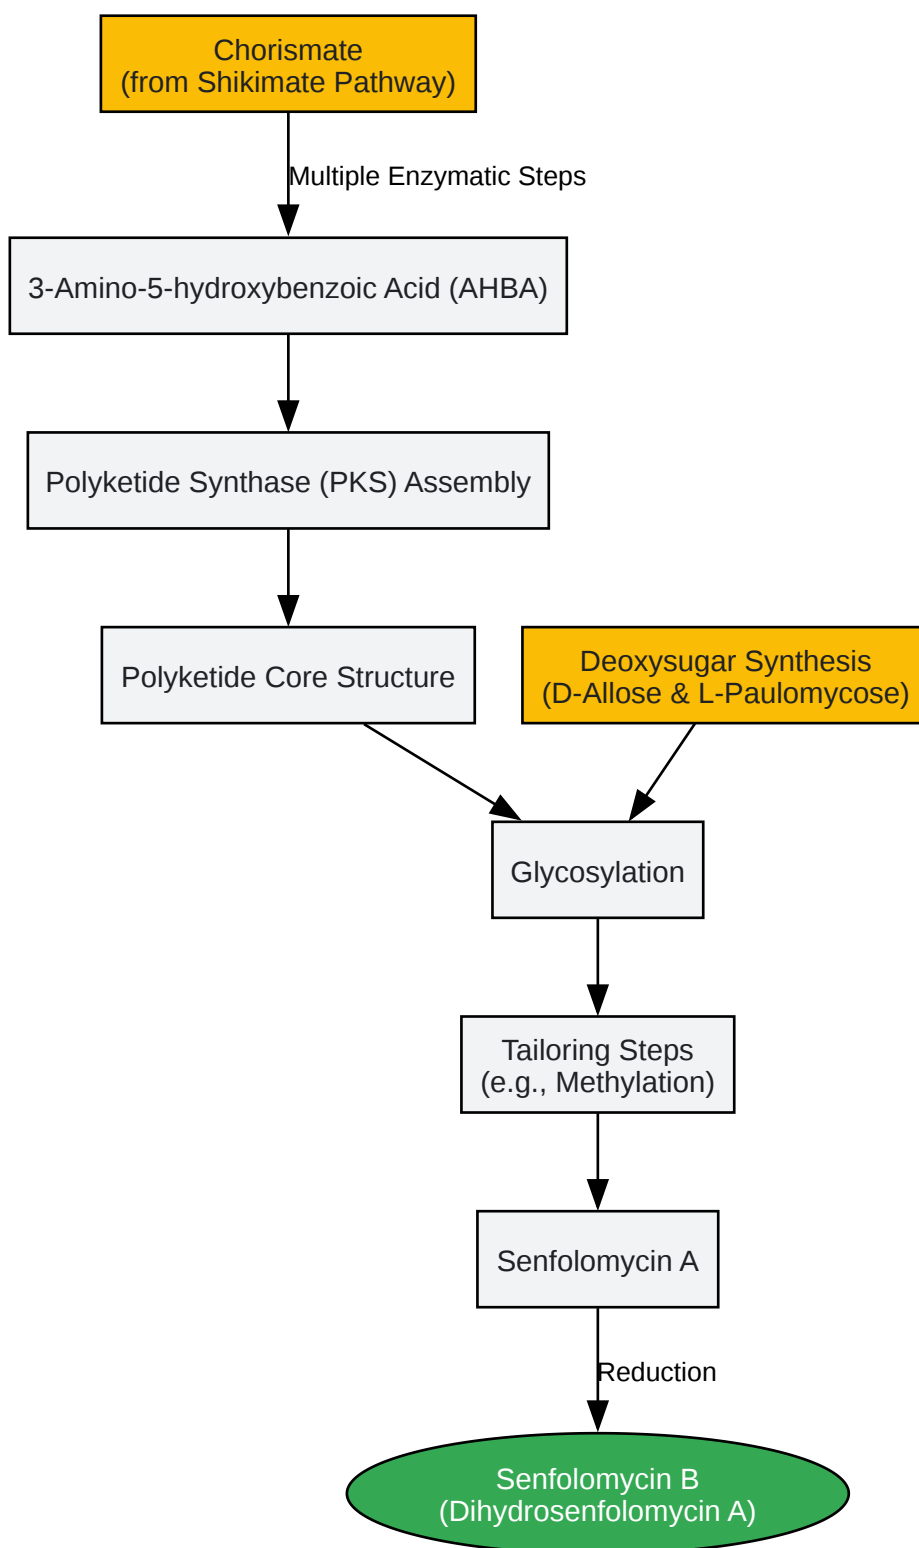 Chorismate
(from Shikimate Pathway)
Multiple Enzymatic Steps
3-Amino-5-hydroxybenzoic Acid (AHBA)
Polyketide Synthase (PKS) Assembly
Polyketide Core Structure
Deoxysugar Synthesis
(D-Allose & L-Paulomycose)
Glycosylation
Tailoring Steps
(e.g., Methylation)
Senfolomycin A
Reduction
Senfolomycin B
(Dihydrosenfolomycin A)